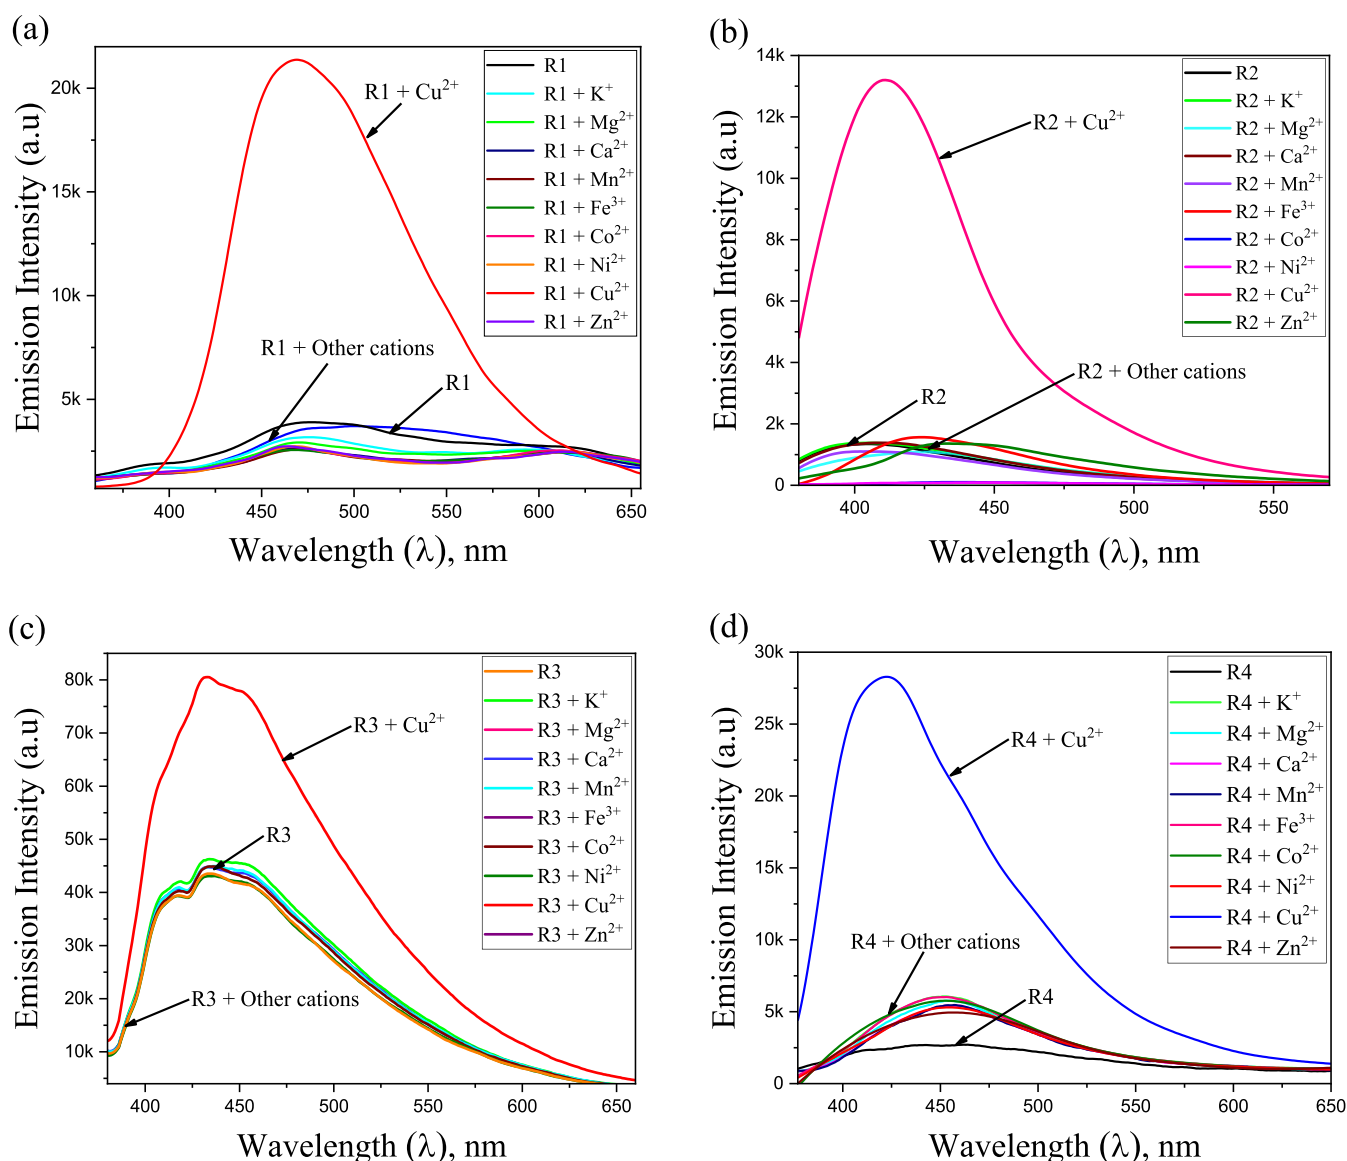 (a)
Emission Intensity (a.u)
20k
15k
10k
5k
R1 + Cu²⁺
R1 + Other cations
R1
R1
R1 + K⁺
R1 + Mg²⁺
R1 + Ca²⁺
R1 + Mn²⁺
R1 + Fe³⁺
R1 + Co²⁺
R1 + Ni²⁺
R1 + Cu²⁺
R1 + Zn²⁺
400 450 500 550 600 650
Wavelength (λ), nm
(b)
Emission Intensity (a.u)
14k
12k
10k
8k
6k
4k
2k
0
R2 + Cu²⁺
R2 + Other cations
R2
R2
R2 + K⁺
R2 + Mg²⁺
R2 + Ca²⁺
R2 + Mn²⁺
R2 + Fe³⁺
R2 + Co²⁺
R2 + Ni²⁺
R2 + Cu²⁺
R2 + Zn²⁺
400 450 500 550
Wavelength (λ), nm
(c)
Emission Intensity (a.u)
80k
70k
60k
50k
40k
30k
20k
10k
R3 + Cu²⁺
R3
R3 + Other cations
R3
R3 + K⁺
R3 + Mg²⁺
R3 + Ca²⁺
R3 + Mn²⁺
R3 + Fe³⁺
R3 + Co²⁺
R3 + Ni²⁺
R3 + Cu²⁺
R3 + Zn²⁺
400 450 500 550 600 650
Wavelength (λ), nm
(d)
Emission Intensity (a.u)
30k
25k
20k
15k
10k
5k
0
R4 + Cu²⁺
R4 + Other cations
R4
R4
R4 + K⁺
R4 + Mg²⁺
R4 + Ca²⁺
R4 + Mn²⁺
R4 + Fe³⁺
R4 + Co²⁺
R4 + Ni²⁺
R4 + Cu²⁺
R4 + Zn²⁺
400 450 500 550 600 650
Wavelength (λ), nm